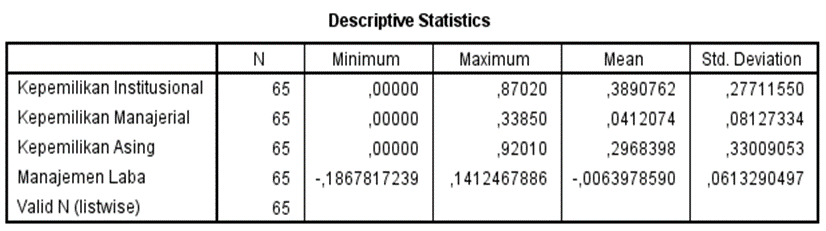 Descriptive Statistics
N Minimum Maximum Mean Std. Deviation
Kepemilikan Institusional 65 ,00000 ,87020 ,3890762 ,27711550
Kepemilikan Manajerial 65 ,00000 ,33850 ,0412074 ,08127334
Kepemilikan Asing 65 ,00000 ,92010 ,2968398 ,33009053
Manajemen Laba 65 -,1867817239 ,1412467886 -,0063978590 ,0613290497
Valid N (listwise) 65